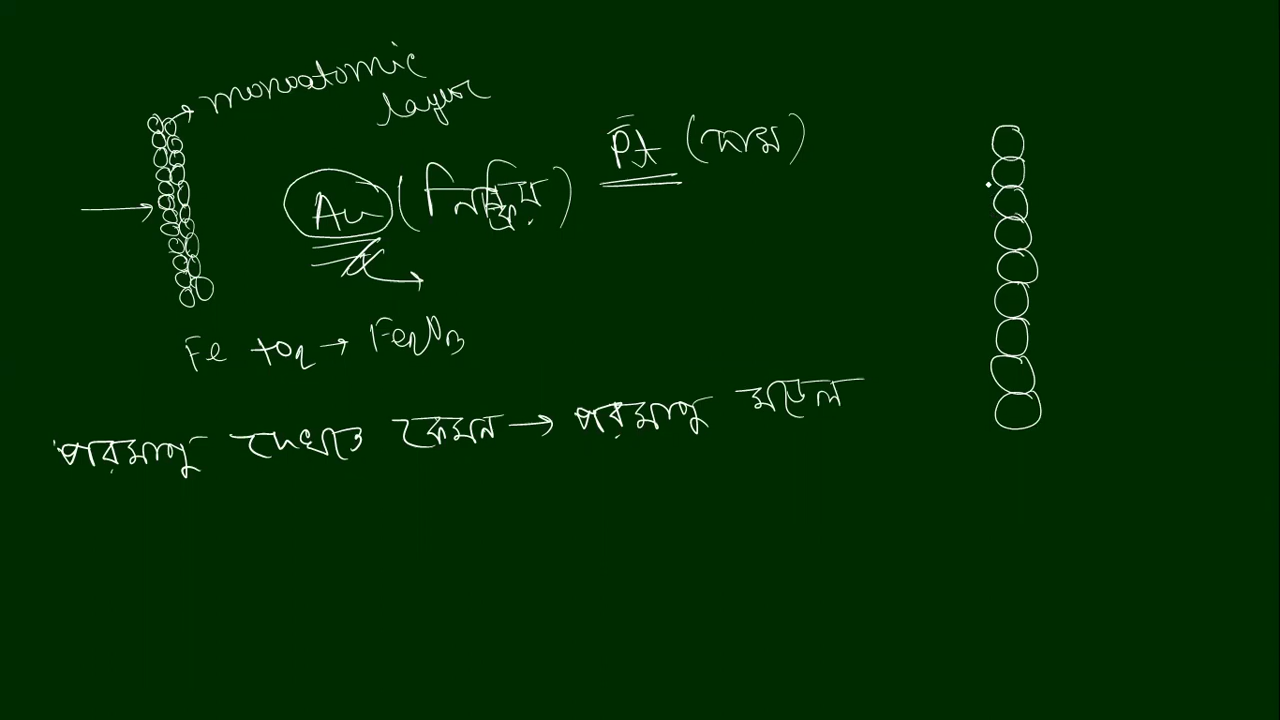 monoatomic
layer
Au (নিষ্ক্রিয়) Pt (দাম)
Fe + O₂ → Fe₂O₃
পরমাণু দেখতে কেমন → পরমাণু মডেল